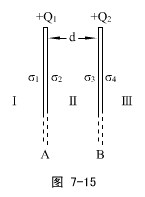 +Q₁ +Q₂
d
σ₁ σ₂ σ₃ σ₄
Ⅰ Ⅱ Ⅲ
A B
图 7-15